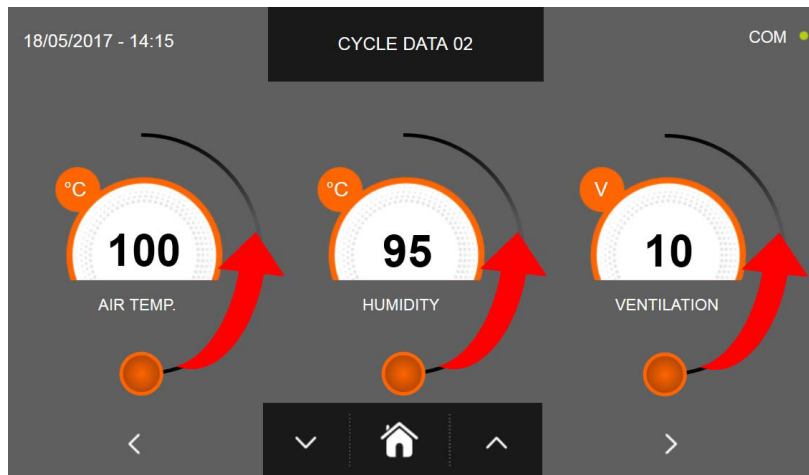 18/05/2017 - 14:15
CYCLE DATA 02
COM
°C
100
AIR TEMP.
°C
95
HUMIDITY
V
10
VENTILATION